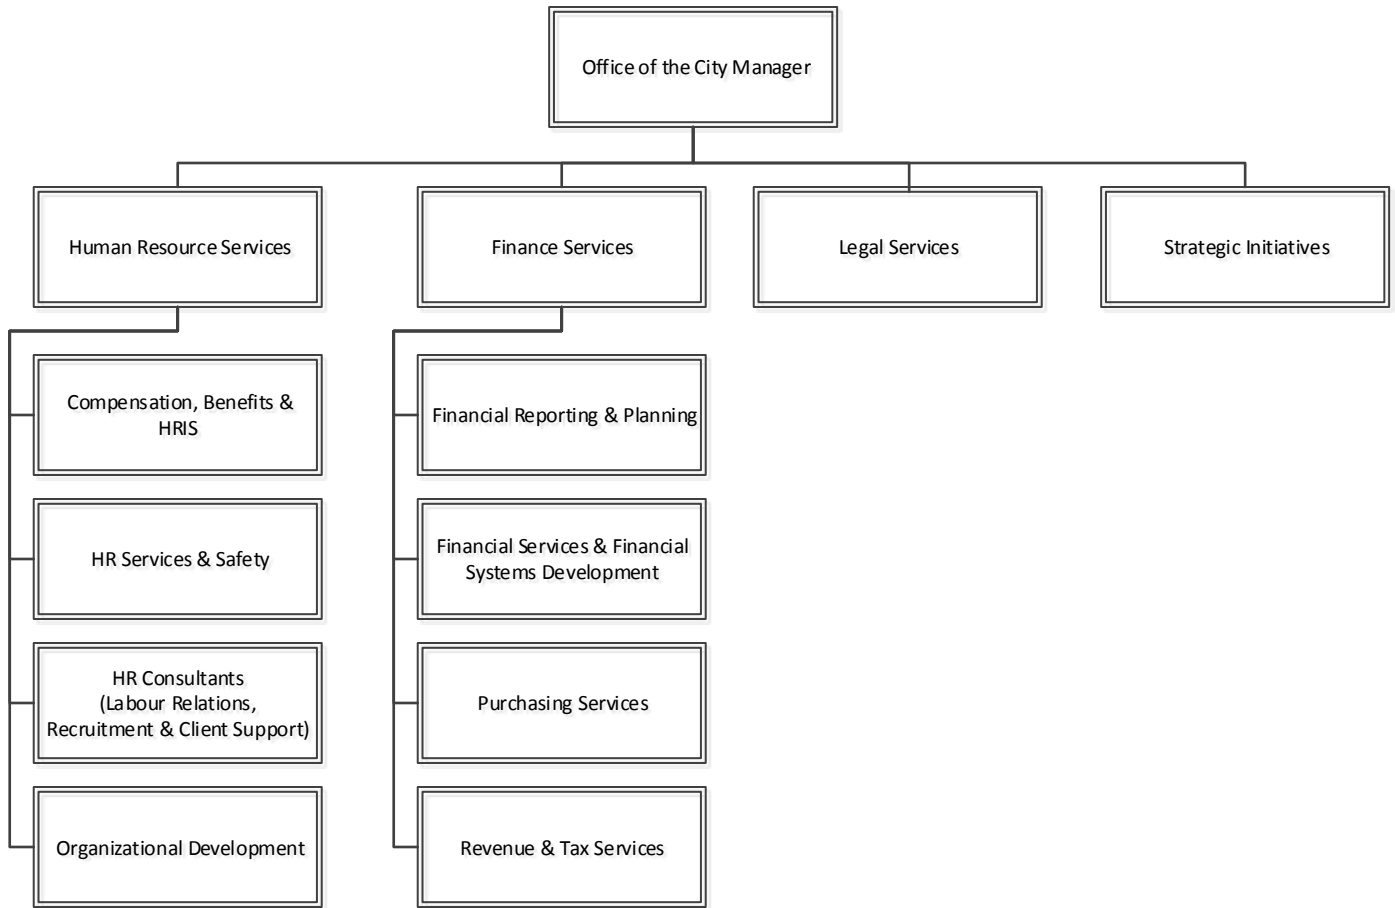 Office of the City Manager
Human Resource Services
Finance Services
Legal Services
Strategic Initiatives
Compensation, Benefits &
HRIS
Financial Reporting & Planning
HR Services & Safety
Financial Services & Financial
Systems Development
HR Consultants
(Labour Relations,
Recruitment & Client Support)
Purchasing Services
Organizational Development
Revenue & Tax Services